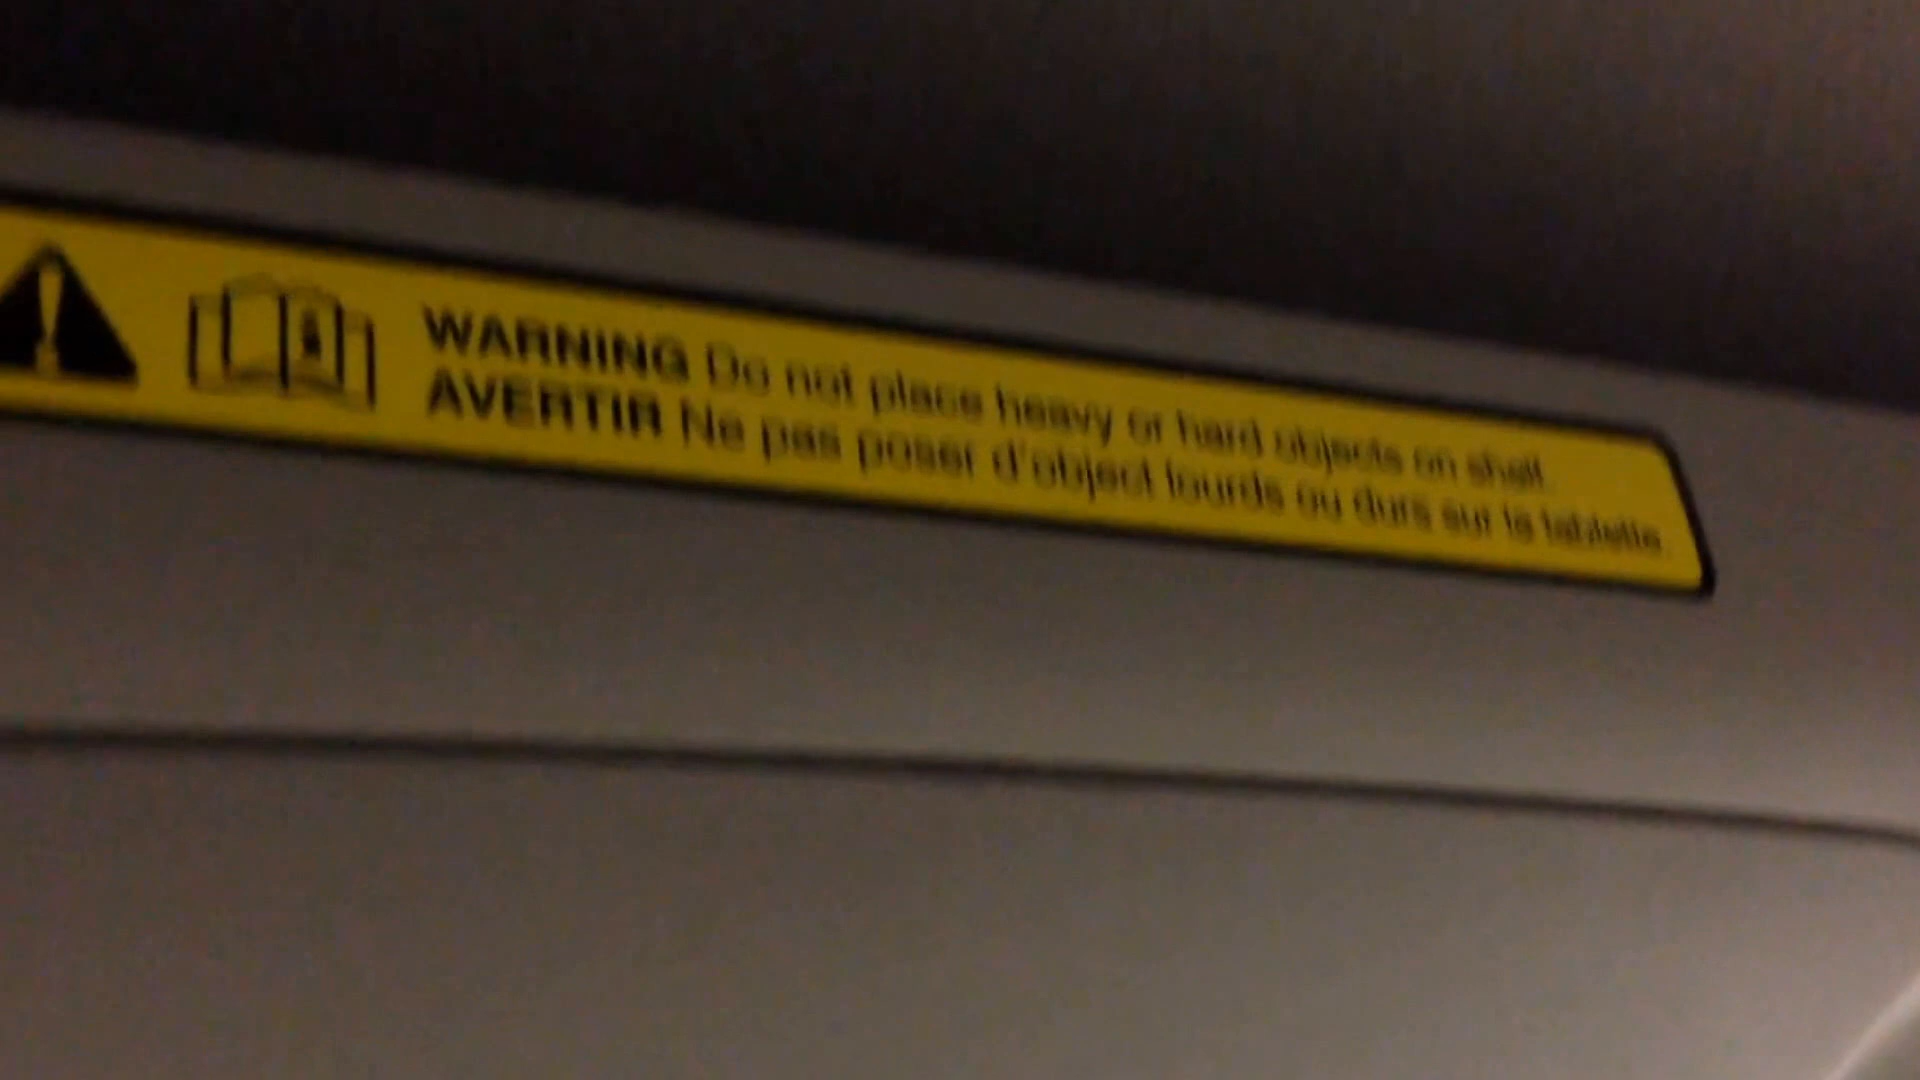 WARNING Do not place heavy or hard objects on shelf.
AVERTIR Ne pas poser d'object lourds ou durs sur la tablette.